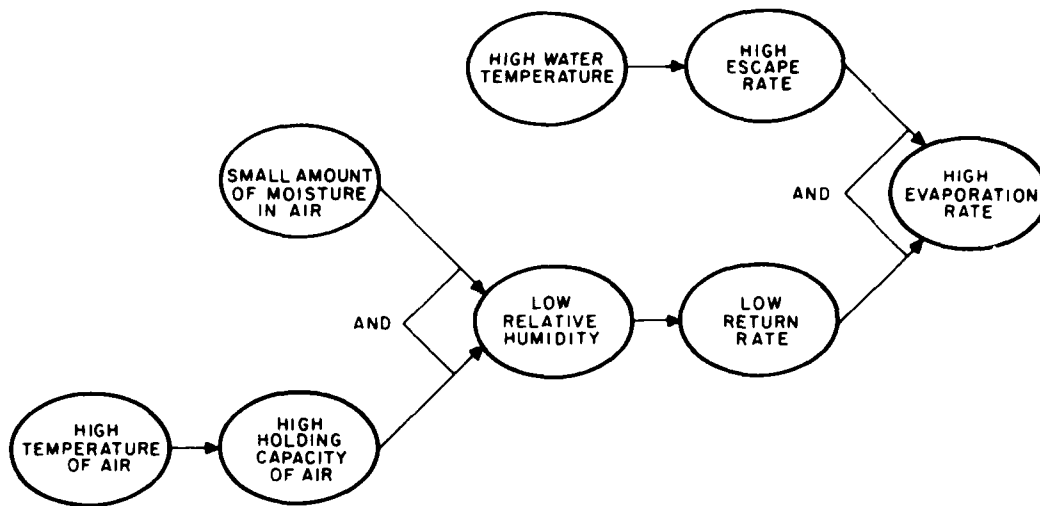 HIGH WATER
TEMPERATURE
HIGH
ESCAPE
RATE
SMALL AMOUNT
OF MOISTURE
IN AIR
AND
HIGH
EVAPORATION
RATE
AND
LOW
RELATIVE
HUMIDITY
LOW
RETURN
RATE
HIGH
TEMPERATURE
OF AIR
HIGH
HOLDING
CAPACITY
OF AIR